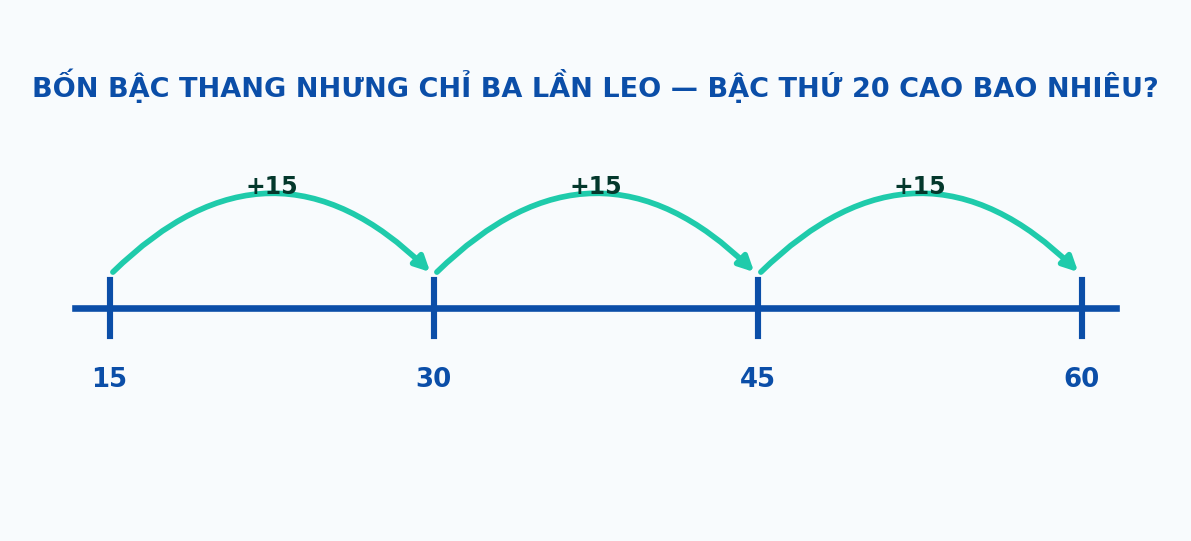 BỐN BẬC THANG NHƯNG CHỈ BA LẦN LEO — BẬC THỨ 20 CAO BAO NHIÊU?
+15 +15 +15
15 30 45 60